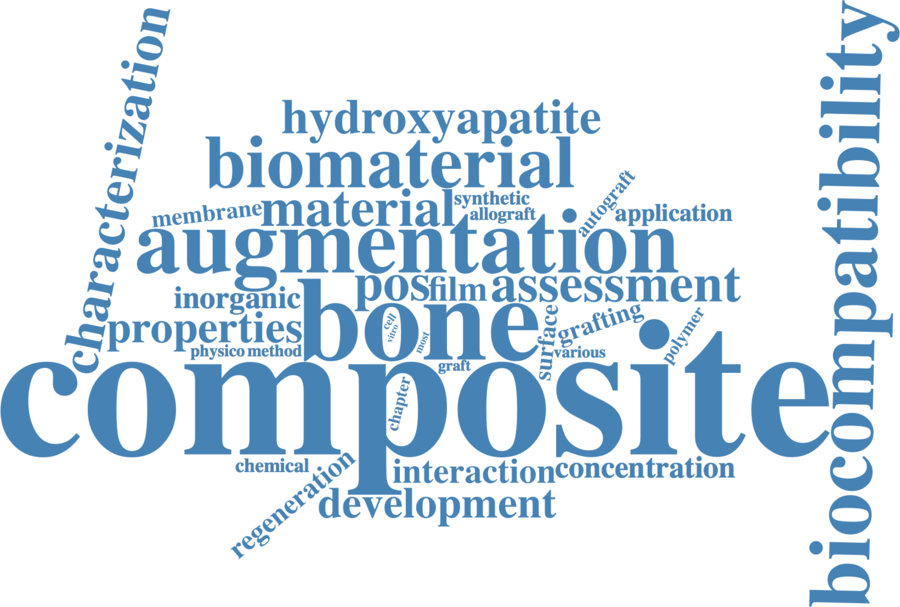 characterization
biocompatibility
hydroxyapatite
biomaterial
synthetic
autograft
membrane
material
allograft
application
augmentation
pos
film
assessment
inorganic
bone
cell
vitro
most
surface
grafting
polymer
properties
physico
method
graft
various
composite
chapter
chemical
interaction
concentration
regeneration
development